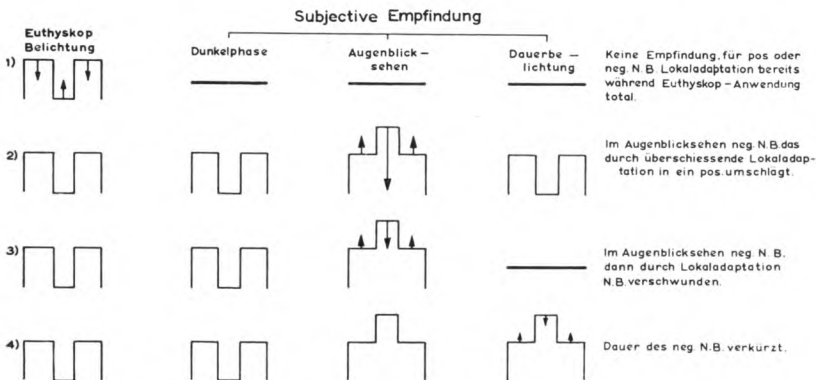 Subjective Empfindung
Euthyskop
Belichtung
Dunkelphase
Augenblick –
sehen
Dauerbe –
lichtung
1)
Keine Empfindung, für pos oder
neg. N.B. Lokaladaptation bereits
während Euthyskop – Anwendung
total.
2)
Im Augenblicksehen neg. N.B. das
durch überschiessende Lokaladap-
tation in ein pos. umschlägt.
3)
Im Augenblicksehen neg. N.B.
dann durch Lokaladaptation
N.B. verschwunden.
4)
Dauer des neg. N.B. verkürzt.